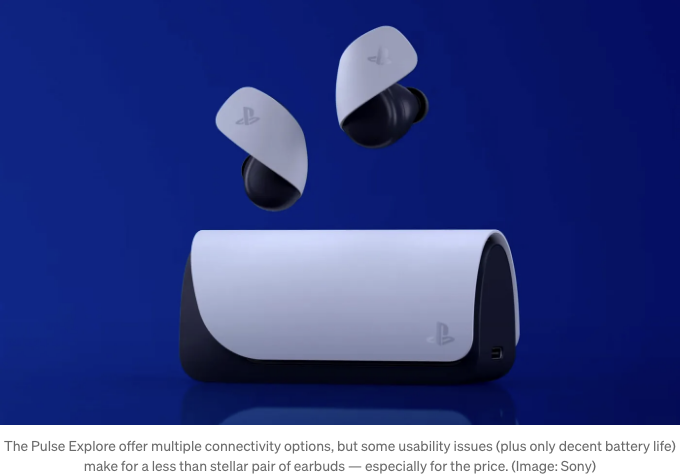 The Pulse Explore offer multiple connectivity options, but some usability issues (plus only decent battery life)
make for a less than stellar pair of earbuds — especially for the price. (Image: Sony)